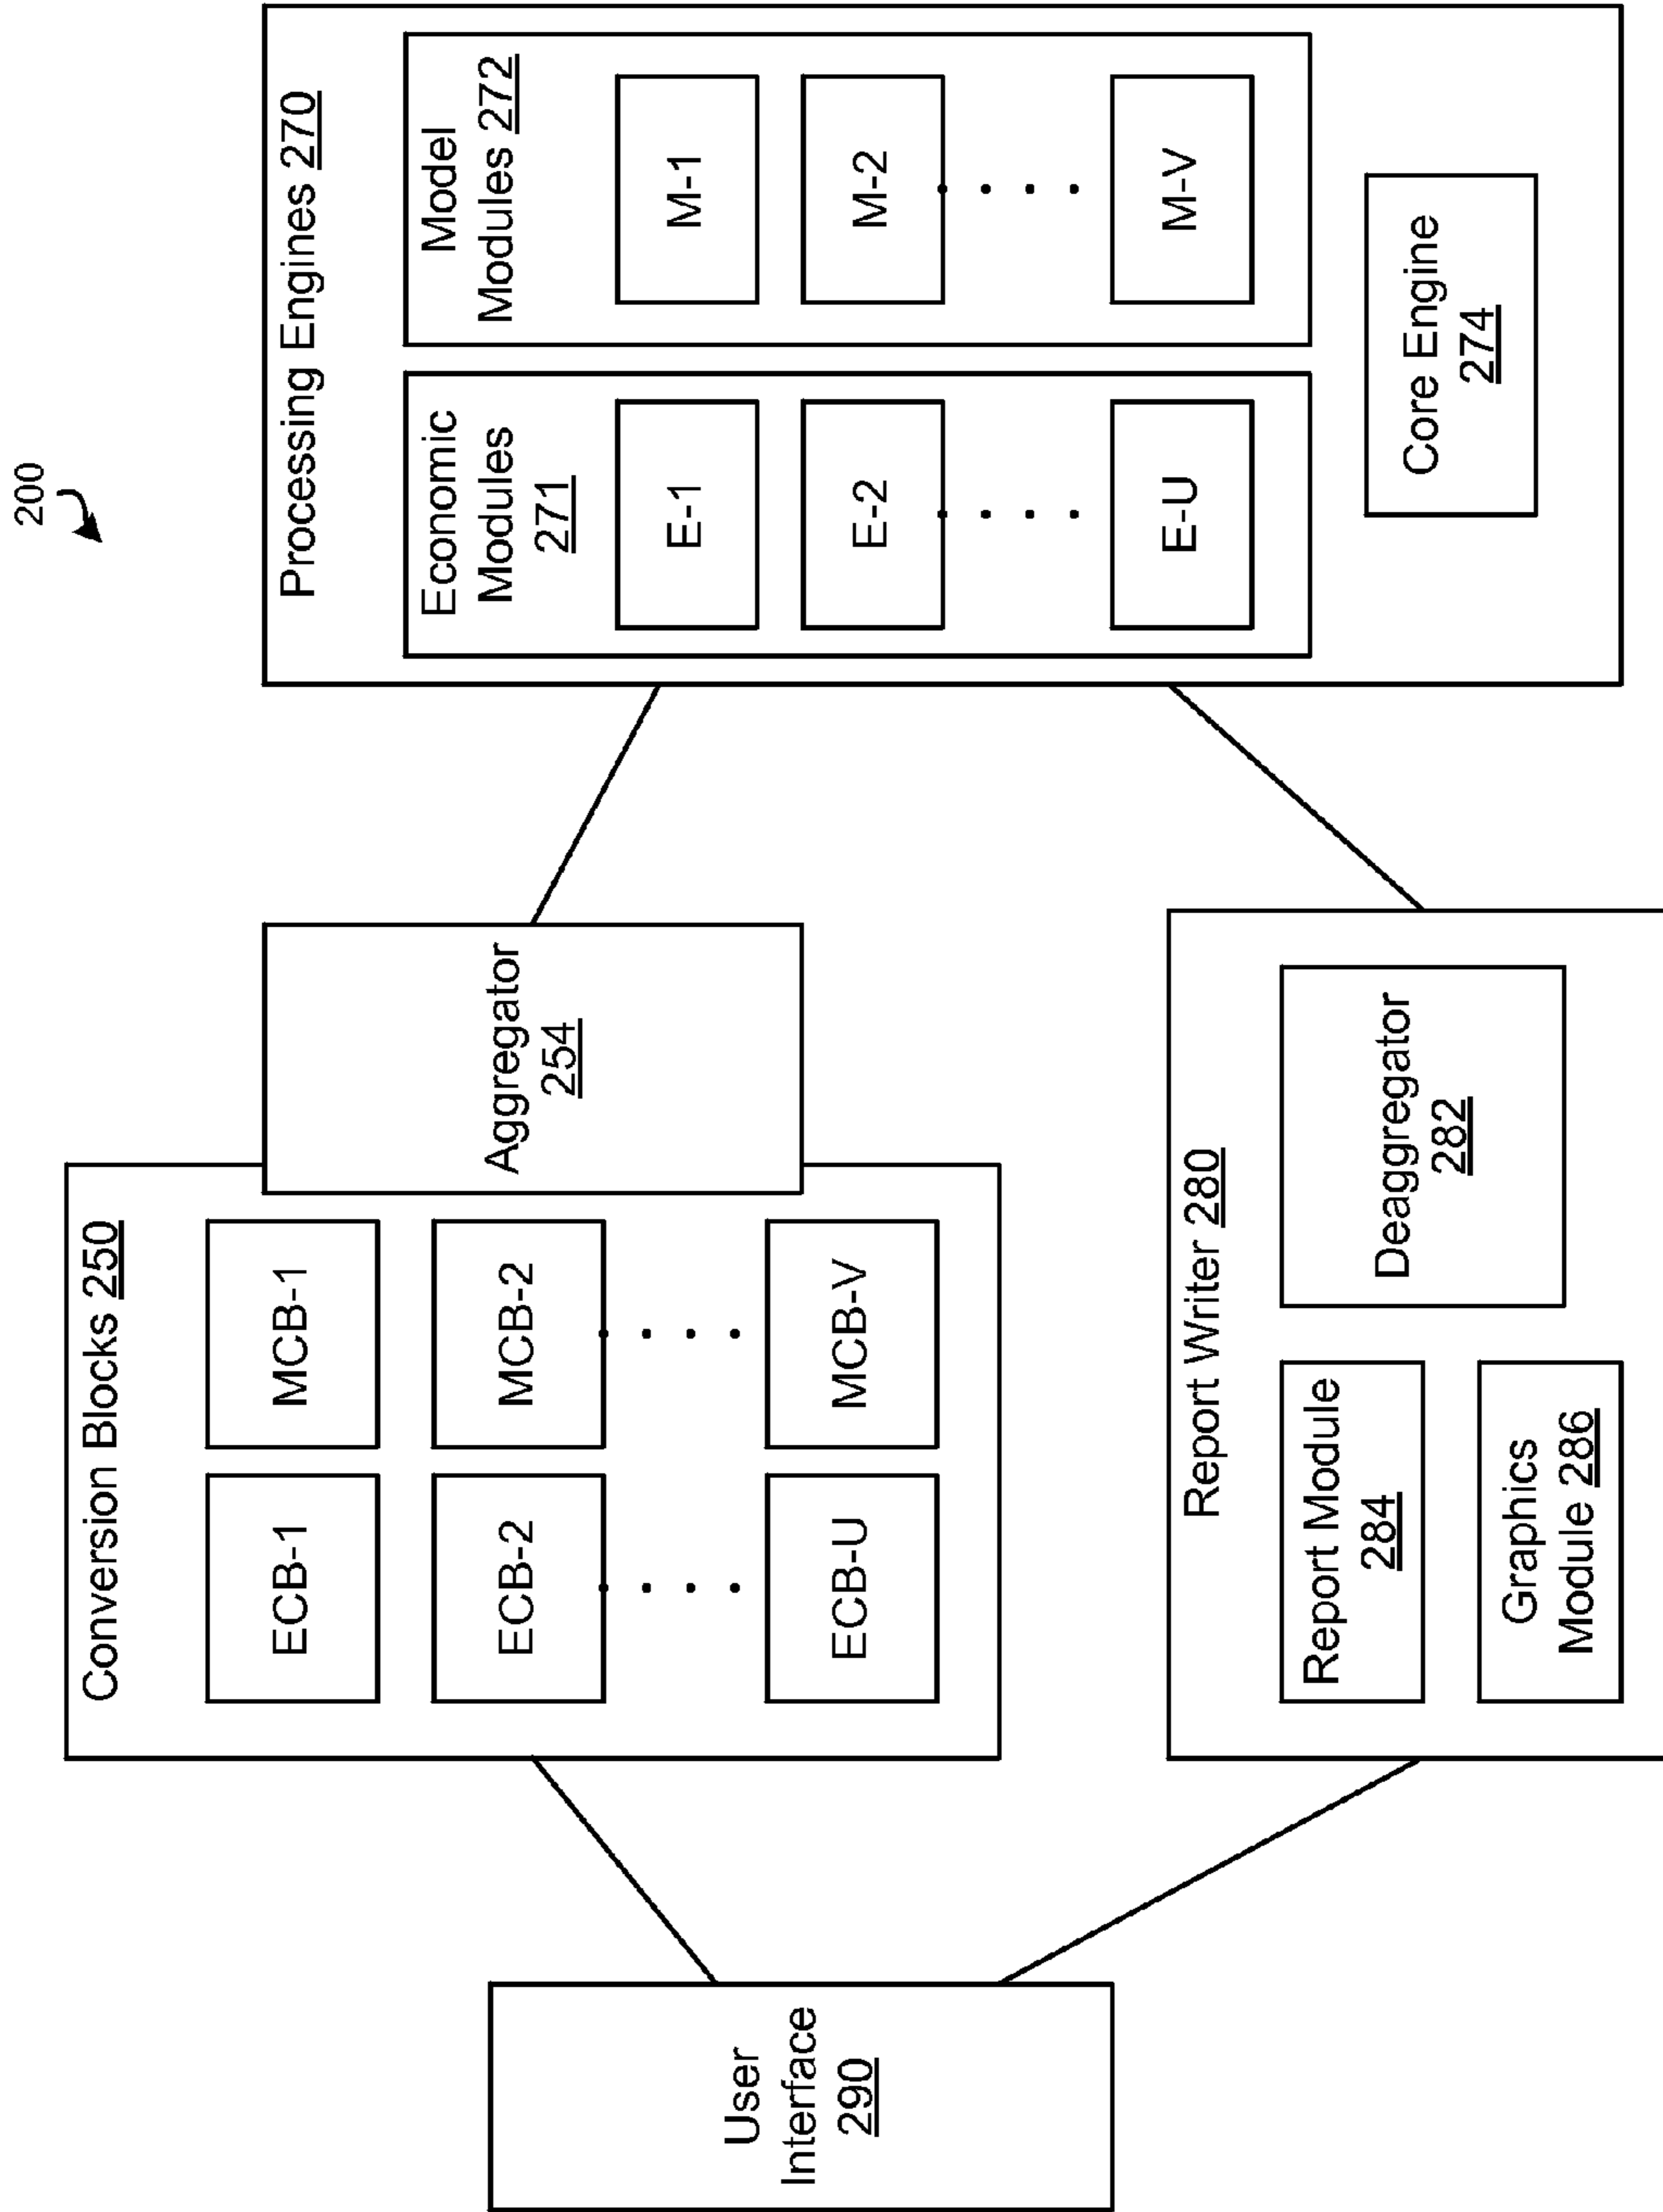 200
User
Interface
290
Conversion Blocks 250
ECB-1
MCB-1
ECB-2
MCB-2
ECB-U
MCB-V
Aggregator
254
Report Writer 280
Report Module
284
Graphics
Module 286
Deaggregator
282
Processing Engines 270
Economic
Modules
271
E-1
E-2
E-U
Model
Modules 272
M-1
M-2
M-V
Core Engine
274